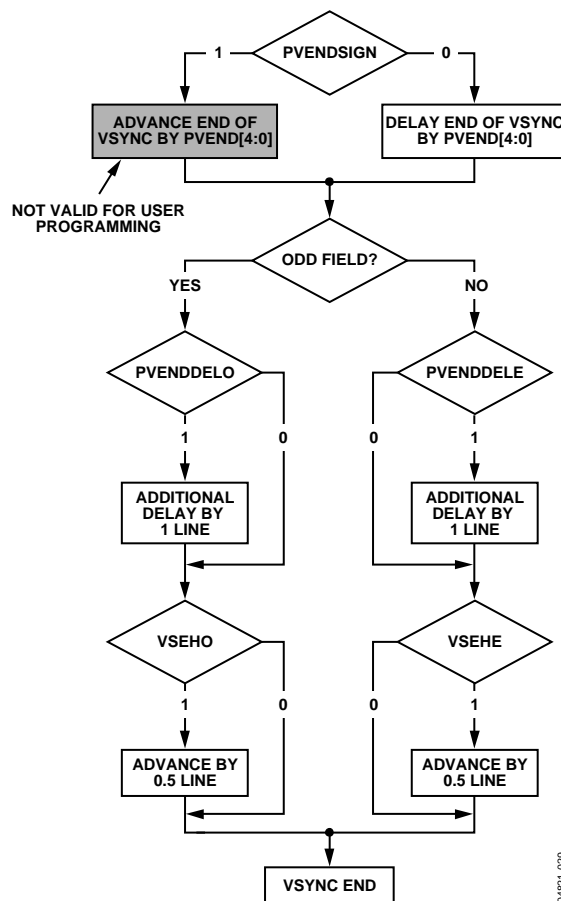 PVENDSIGN
1
0
ADVANCE END OF
VSYNC BY PVEND[4:0]
DELAY END OF VSYNC
BY PVEND[4:0]
NOT VALID FOR USER
PROGRAMMING
ODD FIELD?
YES
NO
PVENDDELO
PVENDDELE
1
0
0
1
ADDITIONAL
DELAY BY
1 LINE
ADDITIONAL
DELAY BY
1 LINE
VSEHO
VSEHE
1
0
0
1
ADVANCE BY
0.5 LINE
ADVANCE BY
0.5 LINE
VSYNC END